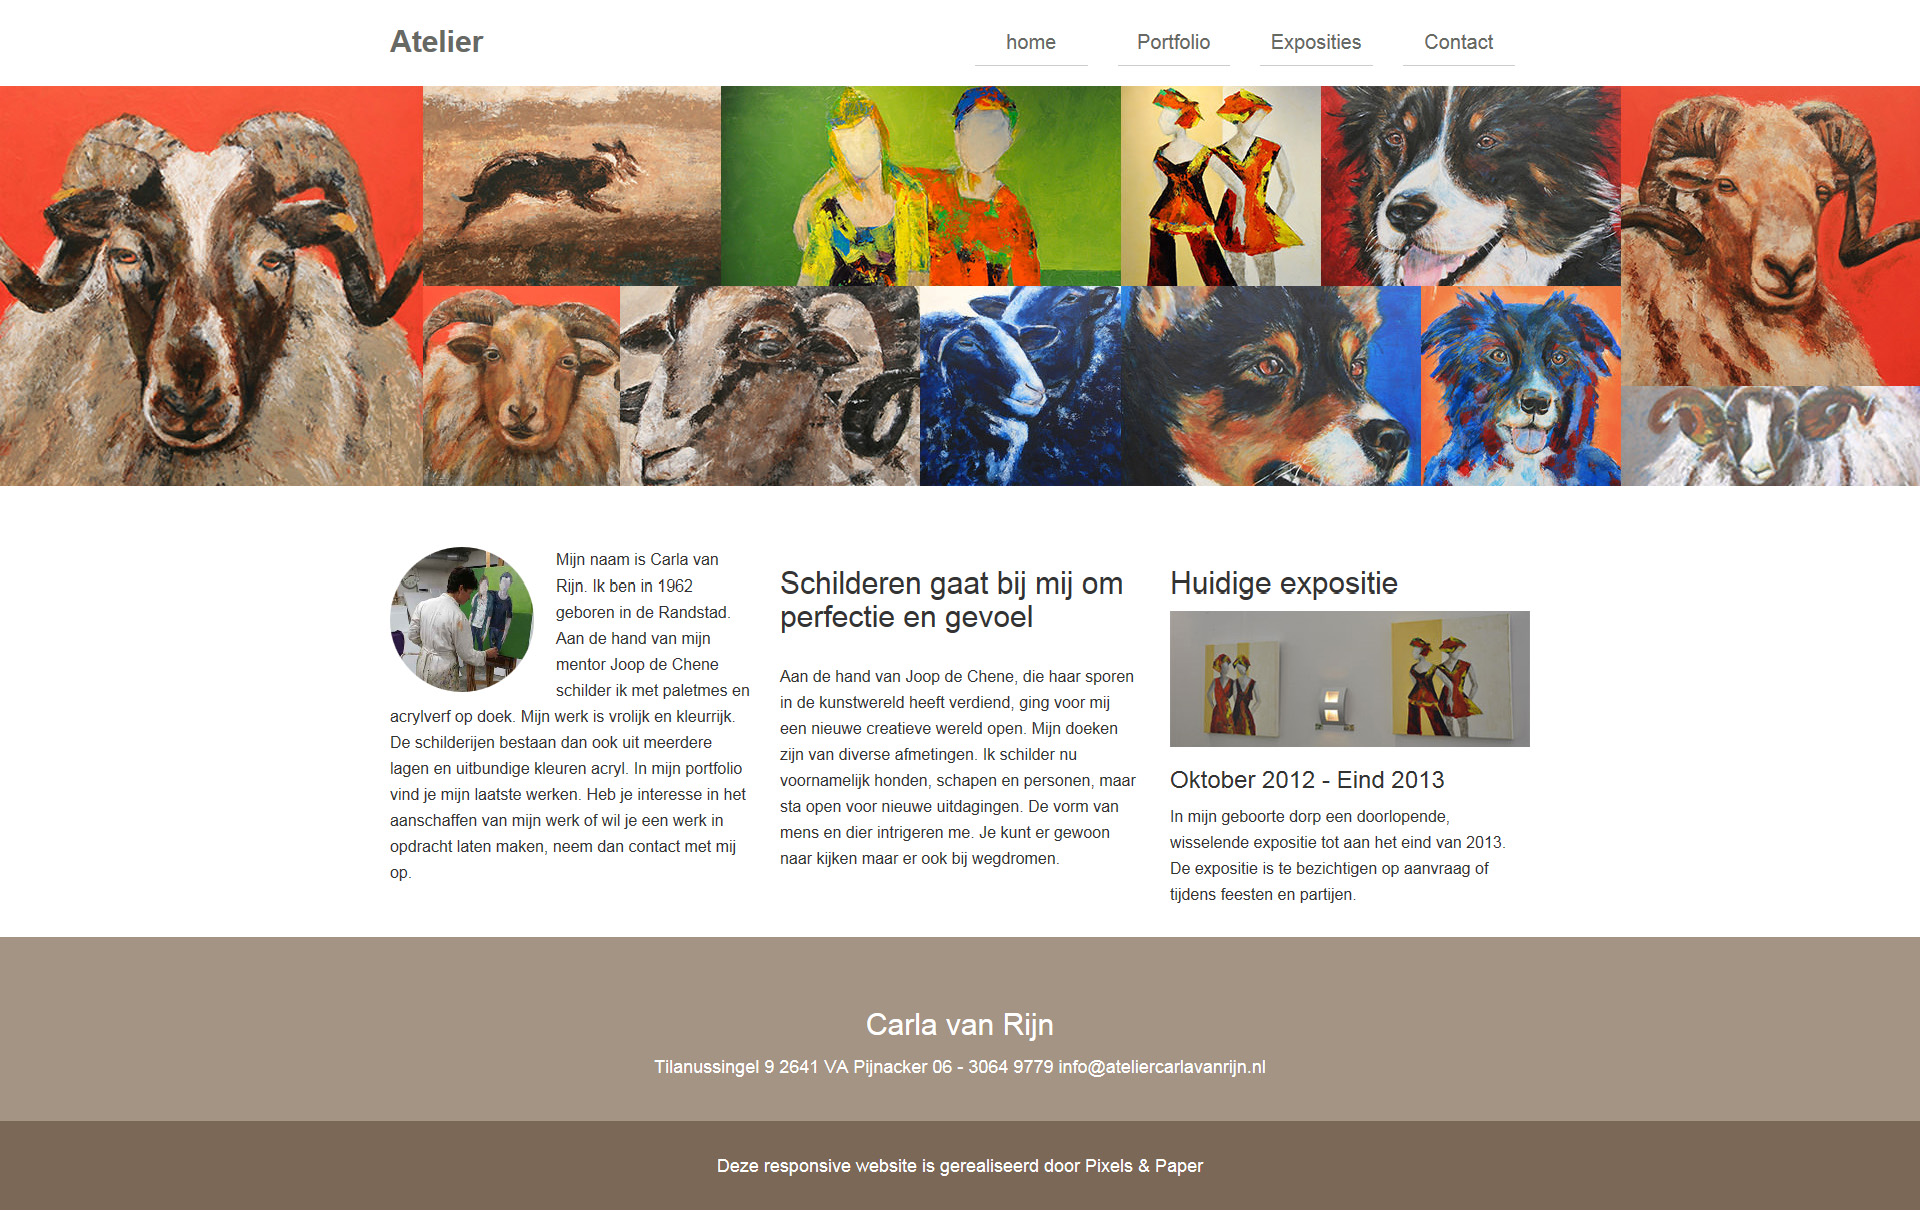 Atelier
home
Portfolio
Exposities
Contact
Mijn naam is Carla van
Rijn. Ik ben in 1962
geboren in de Randstad.
Aan de hand van mijn
mentor Joop de Chene
schilder ik met paletmes en
acrylverf op doek. Mijn werk is vrolijk en kleurrijk.
De schilderijen bestaan dan ook uit meerdere
lagen en uitbundige kleuren acryl. In mijn portfolio
vind je mijn laatste werken. Heb je interesse in het
aanschaffen van mijn werk of wil je een werk in
opdracht laten maken, neem dan contact met mij
op.
Schilderen gaat bij mij om
perfectie en gevoel
Aan de hand van Joop de Chene, die haar sporen
in de kunstwereld heeft verdiend, ging voor mij
een nieuwe creatieve wereld open. Mijn doeken
zijn van diverse afmetingen. Ik schilder nu
voornamelijk honden, schapen en personen, maar
sta open voor nieuwe uitdagingen. De vorm van
mens en dier intrigeren me. Je kunt er gewoon
naar kijken maar er ook bij wegdromen.
Huidige expositie
Oktober 2012 - Eind 2013
In mijn geboorte dorp een doorlopende,
wisselende expositie tot aan het eind van 2013.
De expositie is te bezichtigen op aanvraag of
tijdens feesten en partijen.
Carla van Rijn
Tilanussingel 9 2641 VA Pijnacker 06 - 3064 9779 info@ateliercarlavanrijn.nl
Deze responsive website is gerealiseerd door Pixels & Paper